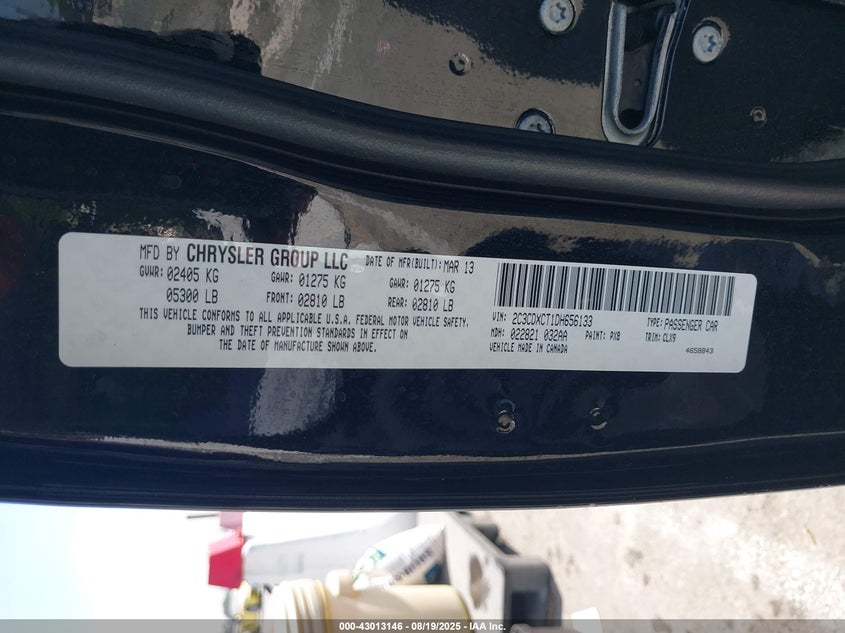 MFD BY CHRYSLER GROUP LLC DATE OF MFR(BUILT): MAR 13
GVWR: 02405 KG GAWR: 01275 KG GAWR: 01275 KG
05300 LB FRONT: 02810 LB REAR: 02810 LB
THIS VEHICLE CONFORMS TO ALL APPLICABLE U.S.A. FEDERAL MOTOR VEHICLE SAFETY,
BUMPER AND THEFT PREVENTION STANDARDS IN EFFECT ON
THE DATE OF MANUFACTURE SHOWN ABOVE.
VIN: 2C3CDXCT1DH656133 TYPE: PASSENGER CAR
MDH: 022821 032AA PAINT: PX8 TRIM: CLX9
VEHICLE MADE IN CANADA 4658843
000-43013146 - 08/19/2025 - IAA Inc.